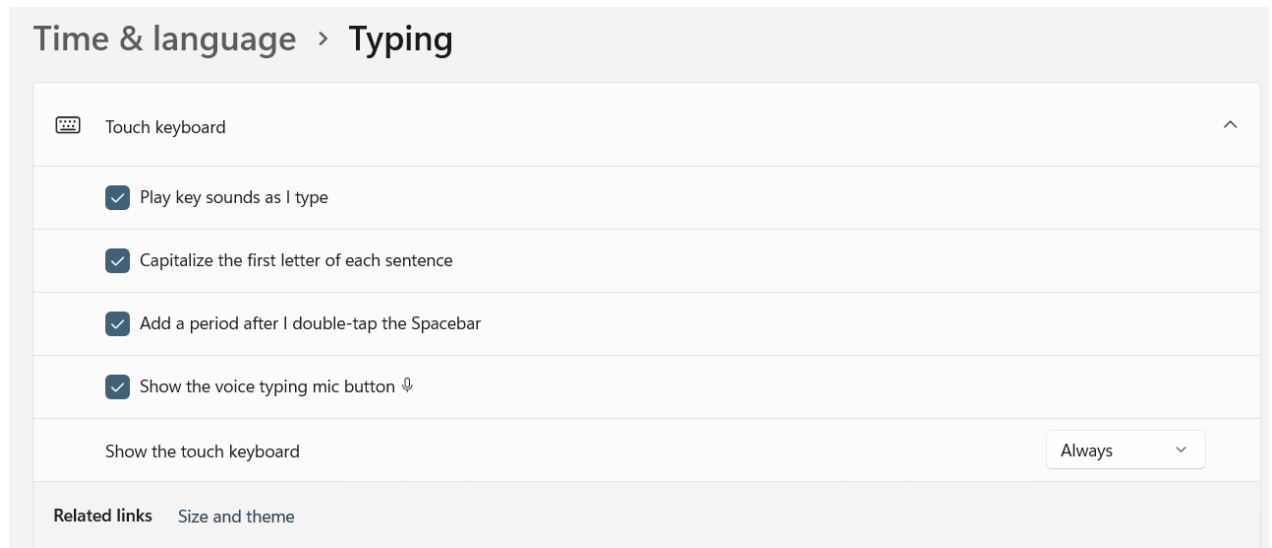 Time & language > Typing
Touch keyboard
Play key sounds as I type
Capitalize the first letter of each sentence
Add a period after I double-tap the Spacebar
Show the voice typing mic button
Show the touch keyboard Always
Related links Size and theme